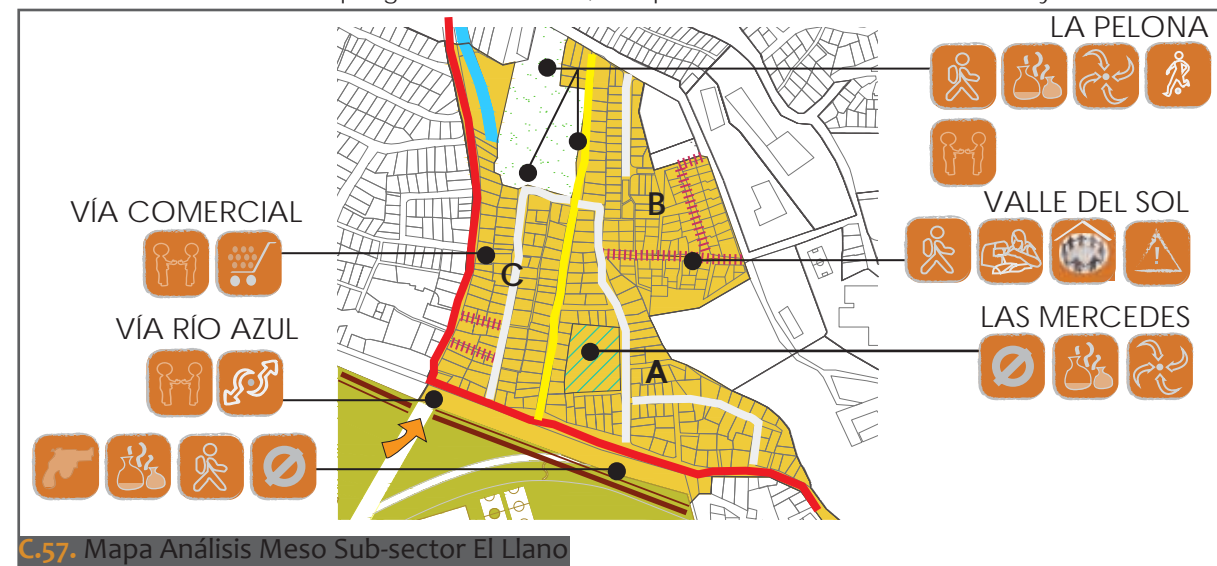 LA PELONA
VÍA COMERCIAL
B
VALLE DEL SOL
C
VÍA RÍO AZUL
LAS MERCEDES
A
C.57. Mapa Análisis Meso Sub-sector El Llano